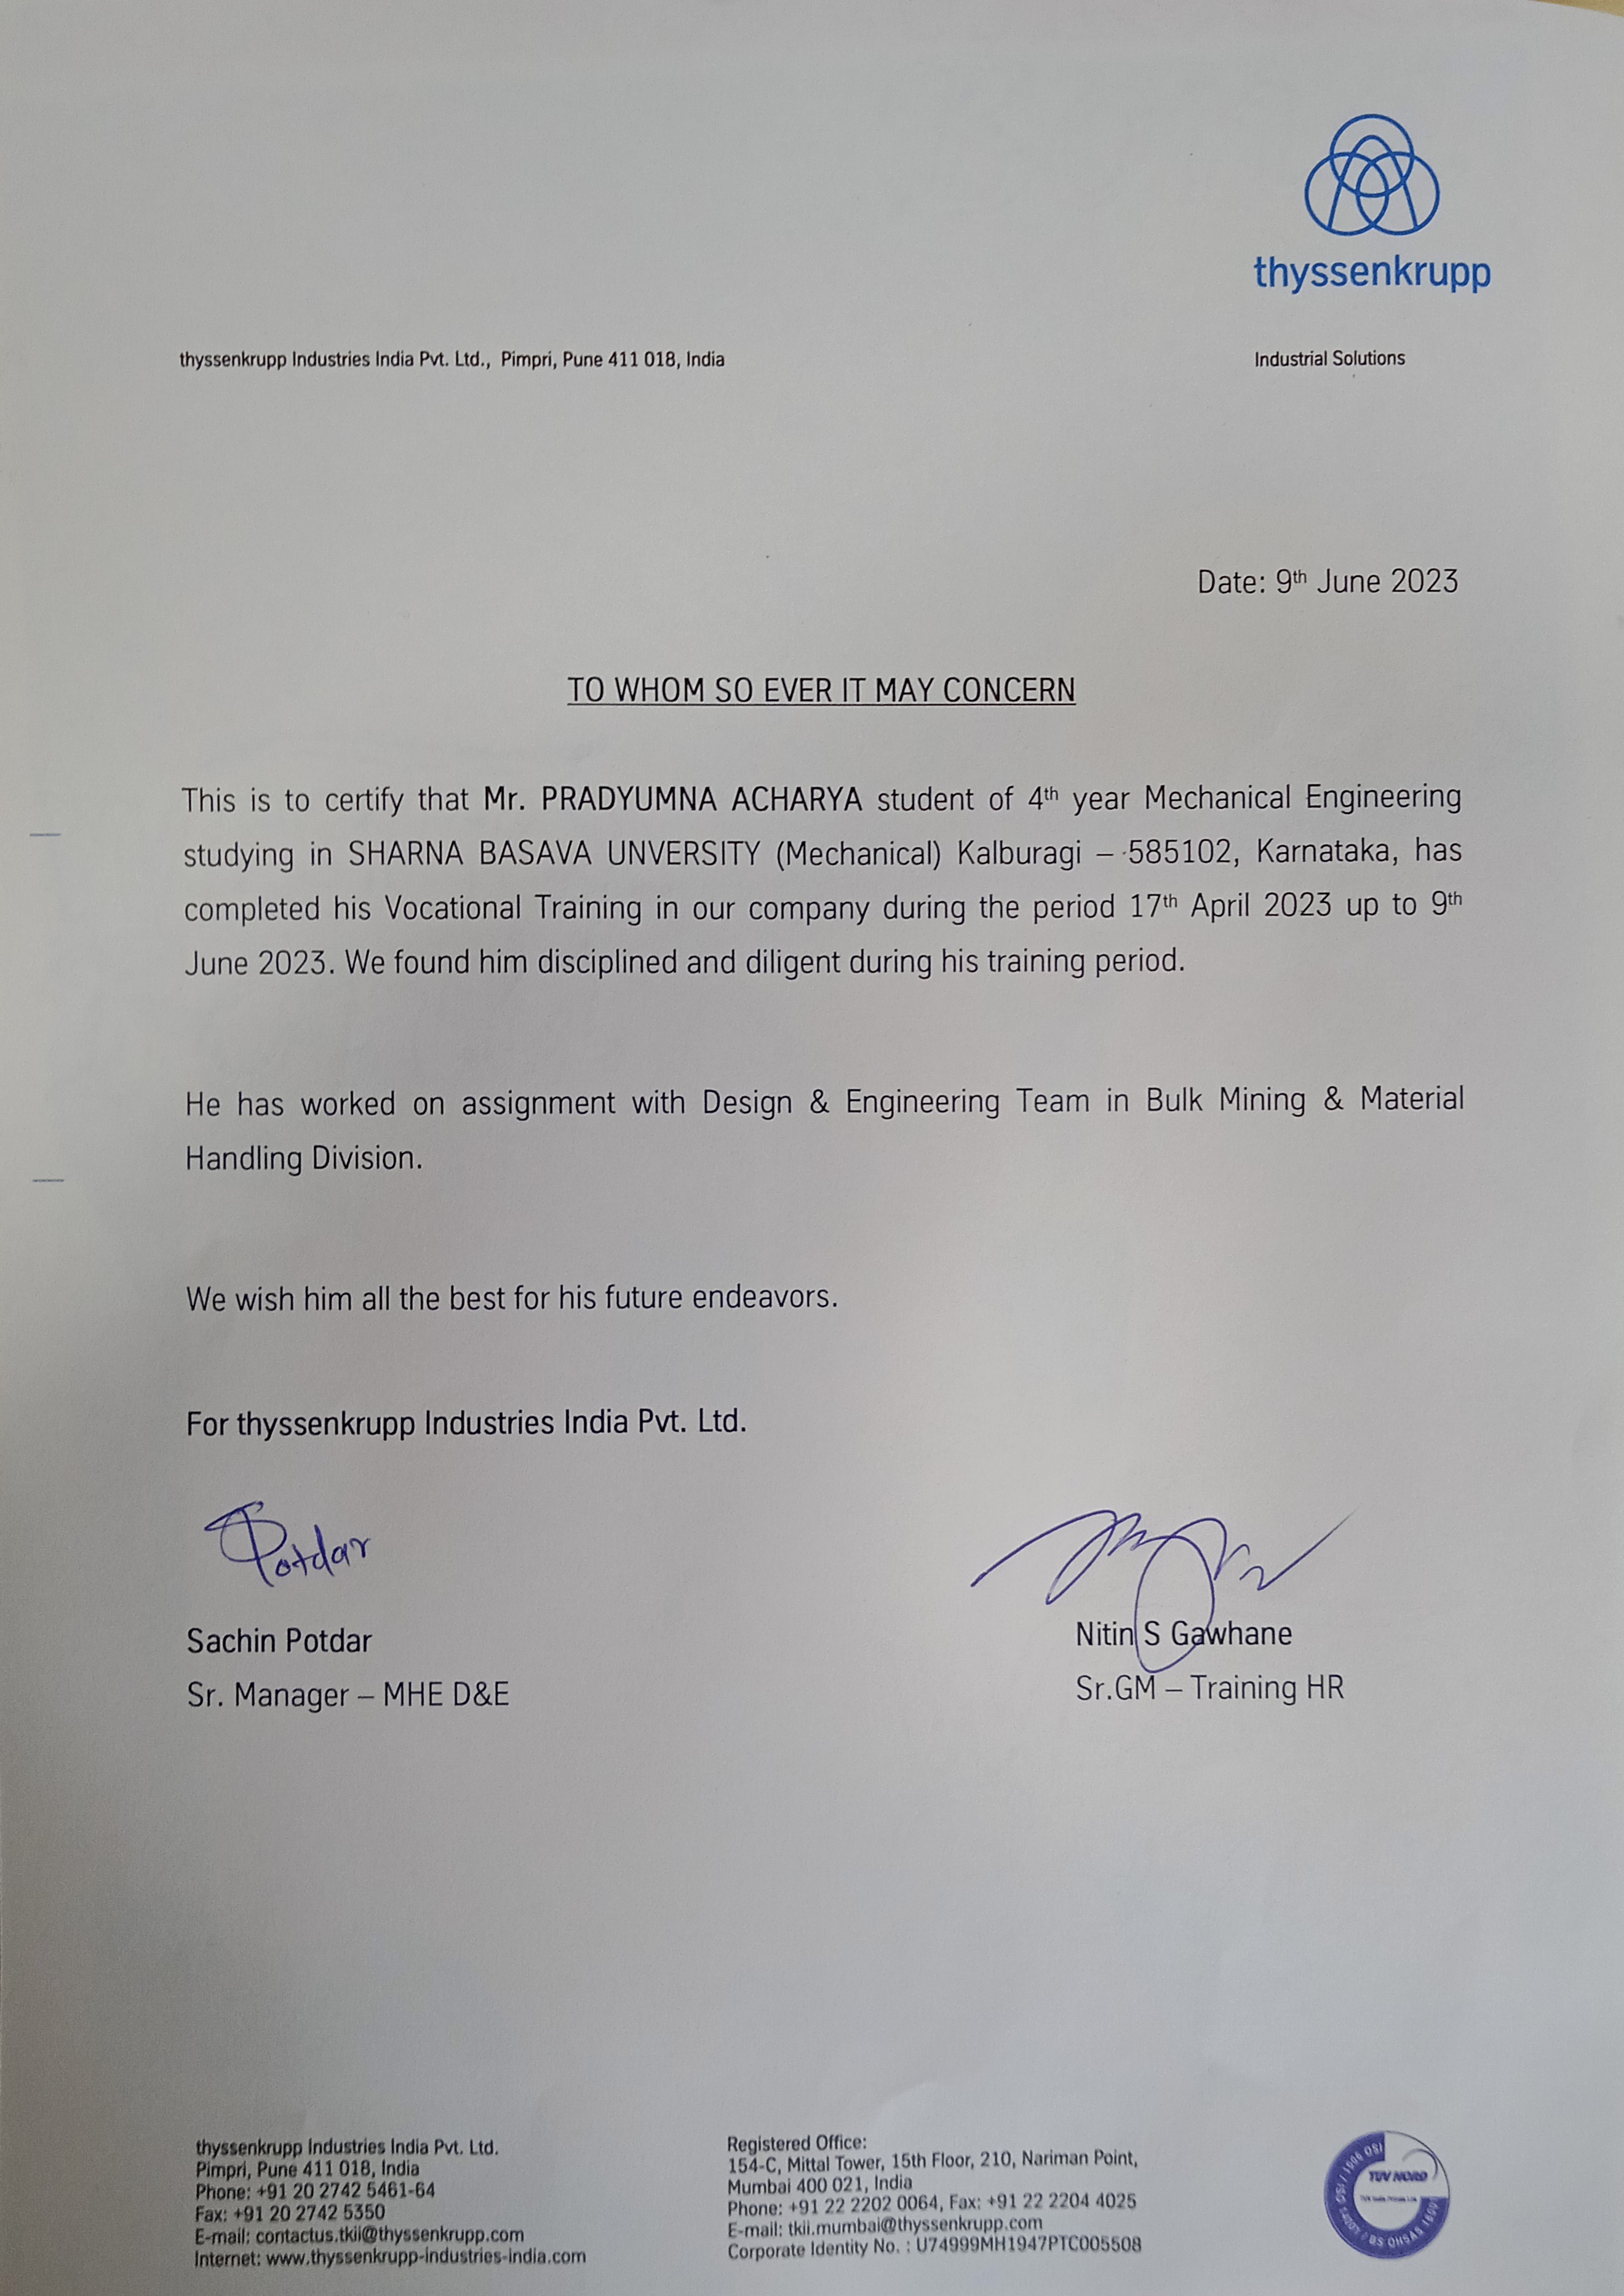 thyssenkrupp
thyssenkrupp Industries India Pvt. Ltd., Pimpri, Pune 411 018, India
Industrial Solutions
Date: 9th June 2023
TO WHOM SO EVER IT MAY CONCERN
This is to certify that Mr. PRADYUMNA ACHARYA student of 4th year Mechanical Engineering
studying in SHARNA BASAVA UNVERSITY (Mechanical) Kalburagi – 585102, Karnataka, has
completed his Vocational Training in our company during the period 17th April 2023 up to 9th
June 2023. We found him disciplined and diligent during his training period.
He has worked on assignment with Design & Engineering Team in Bulk Mining & Material
Handling Division.
We wish him all the best for his future endeavors.
For thyssenkrupp Industries India Pvt. Ltd.
SPotdar
Sachin Potdar
Sr. Manager – MHE D&E
Nitin S Gawhane
Sr.GM – Training HR
thyssenkrupp Industries India Pvt. Ltd.
Pimpri, Pune 411 018, India
Phone: +91 20 2742 5461-64
Fax: +91 20 2742 5350
E-mail: contactus.tkii@thyssenkrupp.com
Internet: www.thyssenkrupp-industries-india.com
Registered Office:
154-C, Mittal Tower, 15th Floor, 210, Nariman Point,
Mumbai 400 021, India
Phone: +91 22 2202 0064, Fax: +91 22 2204 4025
E-mail: tkii.mumbai@thyssenkrupp.com
Corporate Identity No. : U74999MH1947PTC005508
TUV NORD